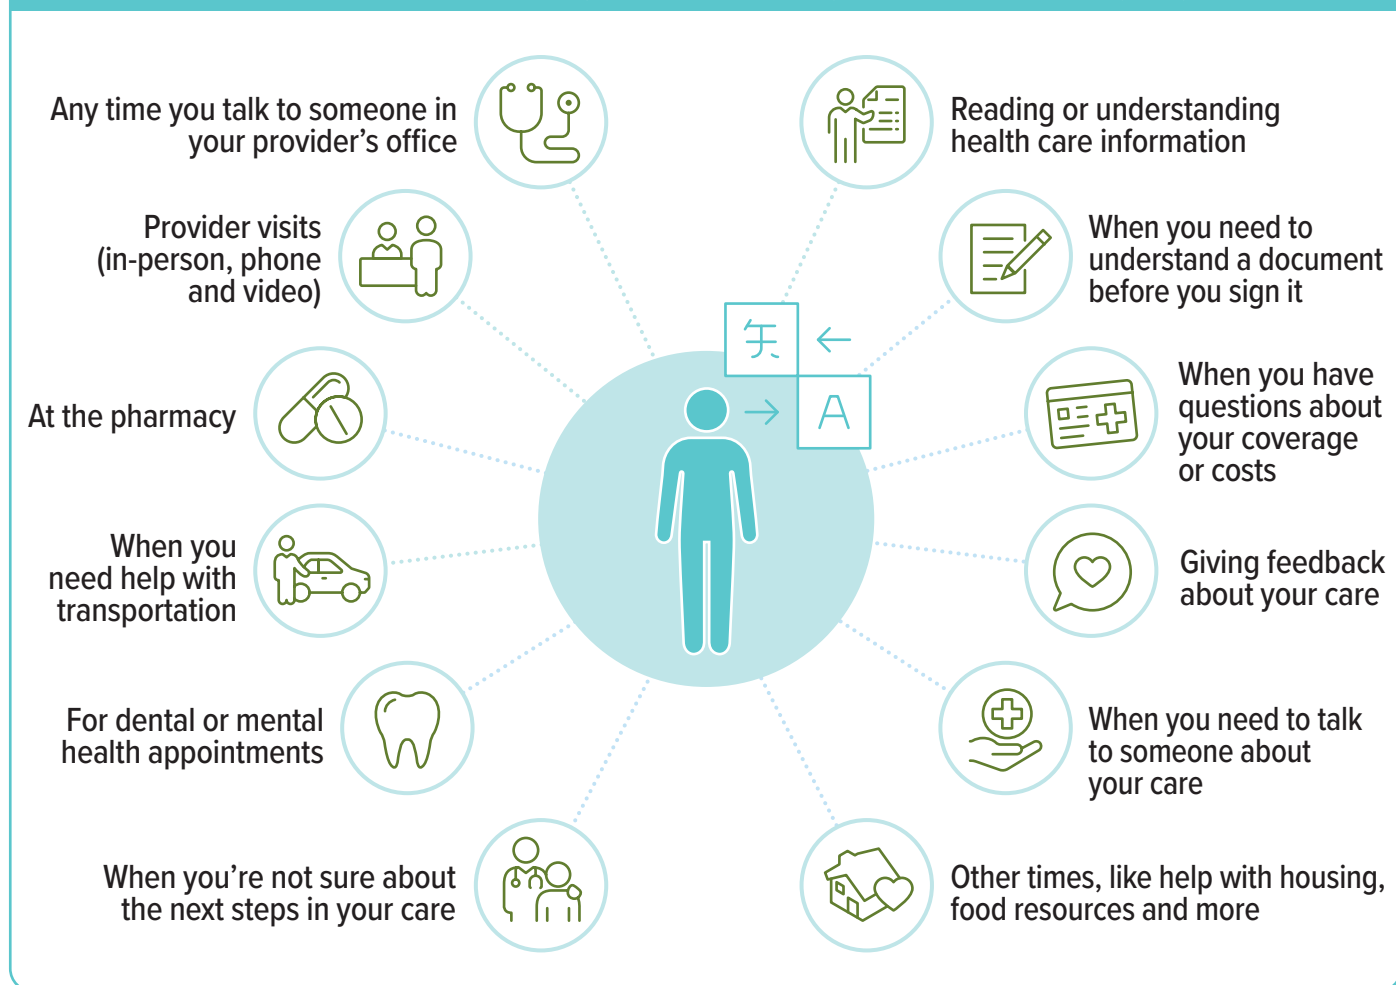 Any time you talk to someone in
your provider’s office
Provider visits
(in-person, phone
and video)
At the pharmacy
When you
need help with
transportation
For dental or mental
health appointments
When you’re not sure about
the next steps in your care
Reading or understanding
health care information
When you need to
understand a document
before you sign it
When you have
questions about
your coverage
or costs
Giving feedback
about your care
When you need to talk
to someone about
your care
Other times, like help with housing,
food resources and more
A